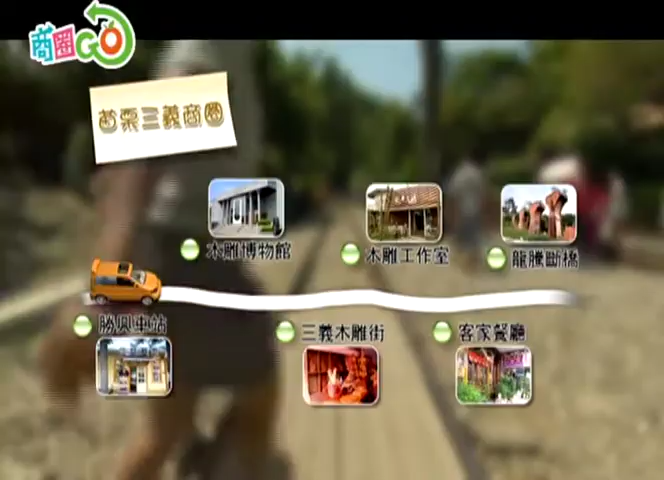 商圈GO
苗栗三義商圈
木雕博物館
木雕工作室
龍騰斷橋
勝興車站
三義木雕街
客家餐廳